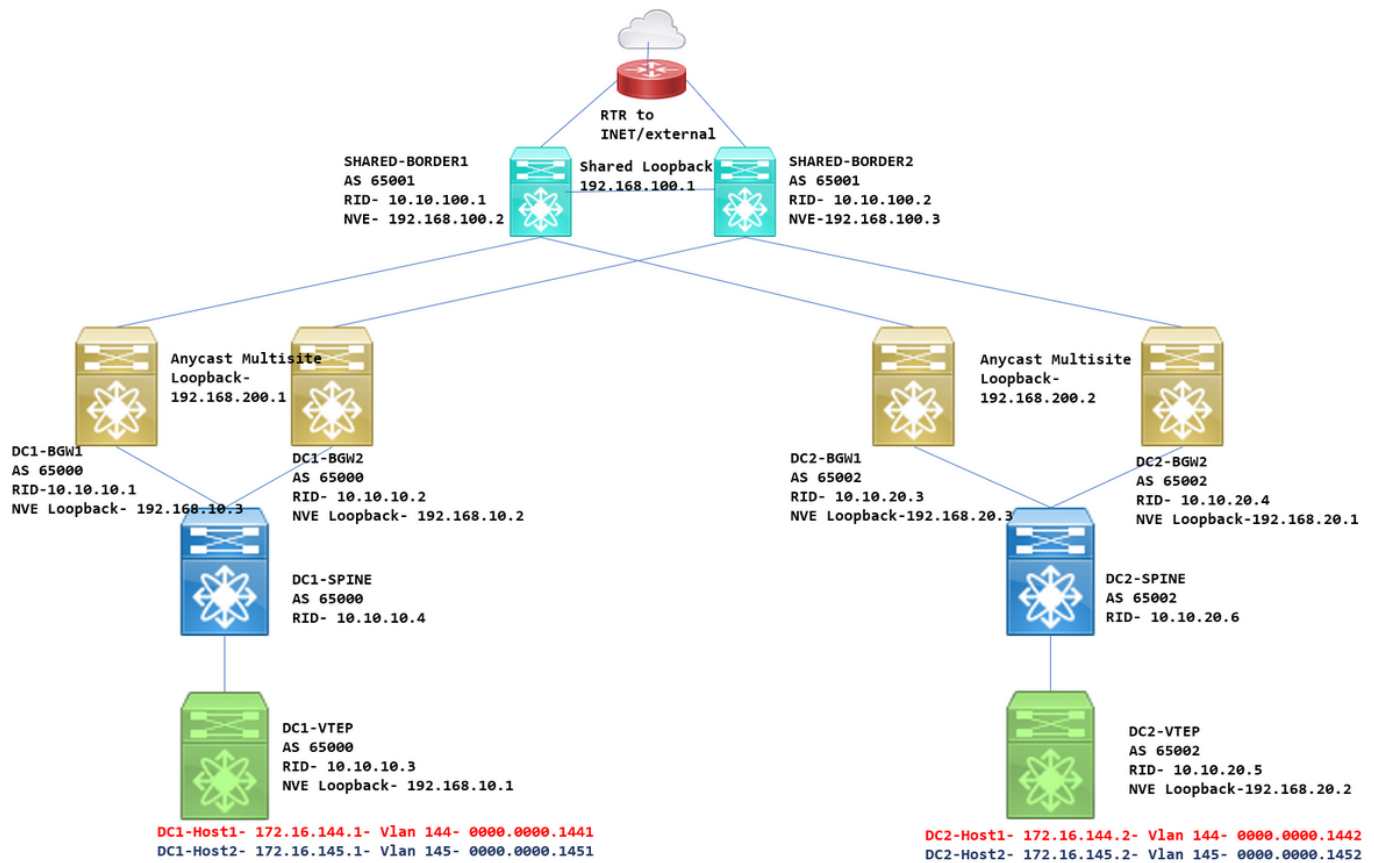 RTR to
INET/external
SHARED-BORDER1
AS 65001
RID- 10.10.100.1
NVE- 192.168.100.2
Shared Loopback
192.168.100.1
SHARED-BORDER2
AS 65001
RID- 10.10.100.2
NVE-192.168.100.3
Anycast Multisite
Loopback-
192.168.200.1
Anycast Multisite
Loopback-
192.168.200.2
DC1-BGW1
AS 65000
RID-10.10.10.1
NVE Loopback- 192.168.10.3
DC1-BGW2
AS 65000
RID- 10.10.10.2
NVE Loopback- 192.168.10.2
DC2-BGW1
AS 65002
RID- 10.10.20.3
NVE Loopback-192.168.20.3
DC2-BGW2
AS 65002
RID- 10.10.20.4
NVE Loopback-192.168.20.1
DC1-SPINE
AS 65000
RID- 10.10.10.4
DC2-SPINE
AS 65002
RID- 10.10.20.6
DC1-VTEP
AS 65000
RID- 10.10.10.3
NVE Loopback- 192.168.10.1
DC2-VTEP
AS 65002
RID- 10.10.20.5
NVE Loopback-192.168.20.2
DC1-Host1- 172.16.144.1- Vlan 144- 0000.0000.1441
DC1-Host2- 172.16.145.1- Vlan 145- 0000.0000.1451
DC2-Host1- 172.16.144.2- Vlan 144- 0000.0000.1442
DC2-Host2- 172.16.145.2- Vlan 145- 0000.0000.1452